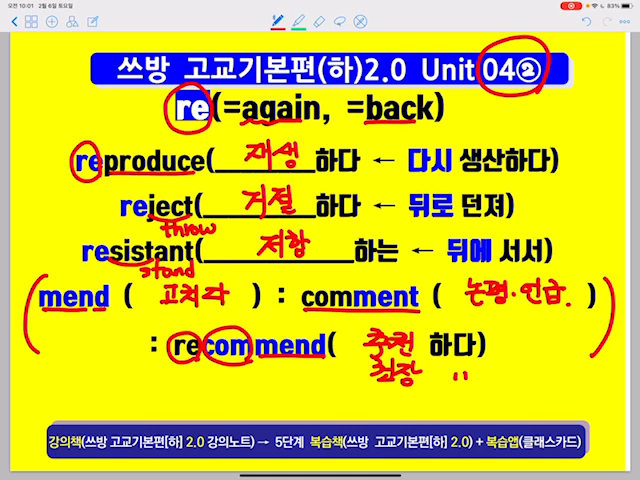 오전 10:01 2월 6일 토요일 83%
쓰방 고교기본편(하)2.0 Unit 04②
re(=again, =back)
reproduce( 재생 하다 ← 다시 생산하다)
reject( 거절 하다 ← 뒤로 던져)
throw
resistant( 저항 하는 ← 뒤에 서서)
stand
mend ( 고치다 ) : comment ( 논평·언급. )
: recommend( 추천 하다)
천장 〃
강의책(쓰방 고교기본편[하] 2.0 강의노트) → 5단계 복습책(쓰방 고교기본편[하] 2.0) + 복습앱(클래스카드)